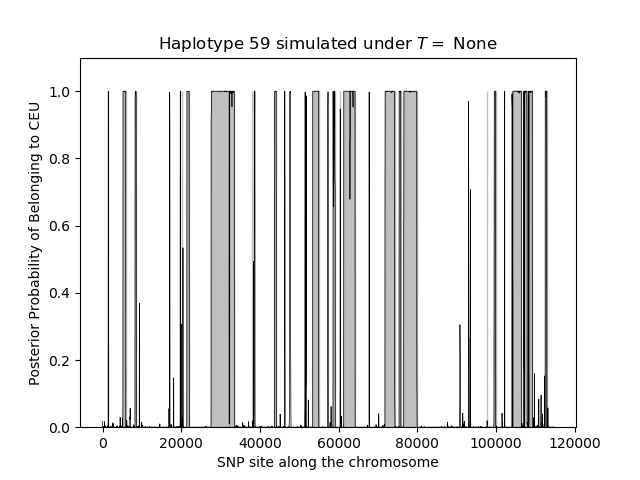 Haplotype 59 simulated under T = None
Posterior Probability of Belonging to CEU
1.0
0.8
0.6
0.4
0.2
0.0
0 20000 40000 60000 80000 100000 120000
SNP site along the chromosome